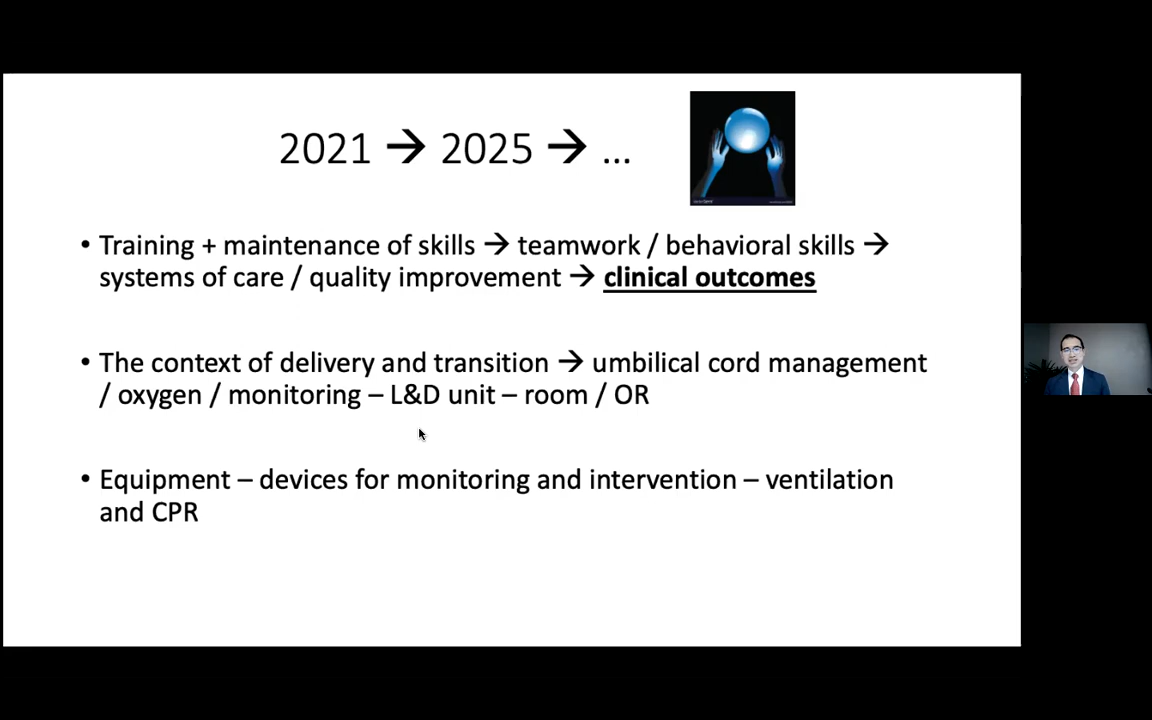 2021 → 2025 → ...
• Training + maintenance of skills → teamwork / behavioral skills →
systems of care / quality improvement → clinical outcomes
• The context of delivery and transition → umbilical cord management
/ oxygen / monitoring – L&D unit – room / OR
• Equipment – devices for monitoring and intervention – ventilation
and CPR